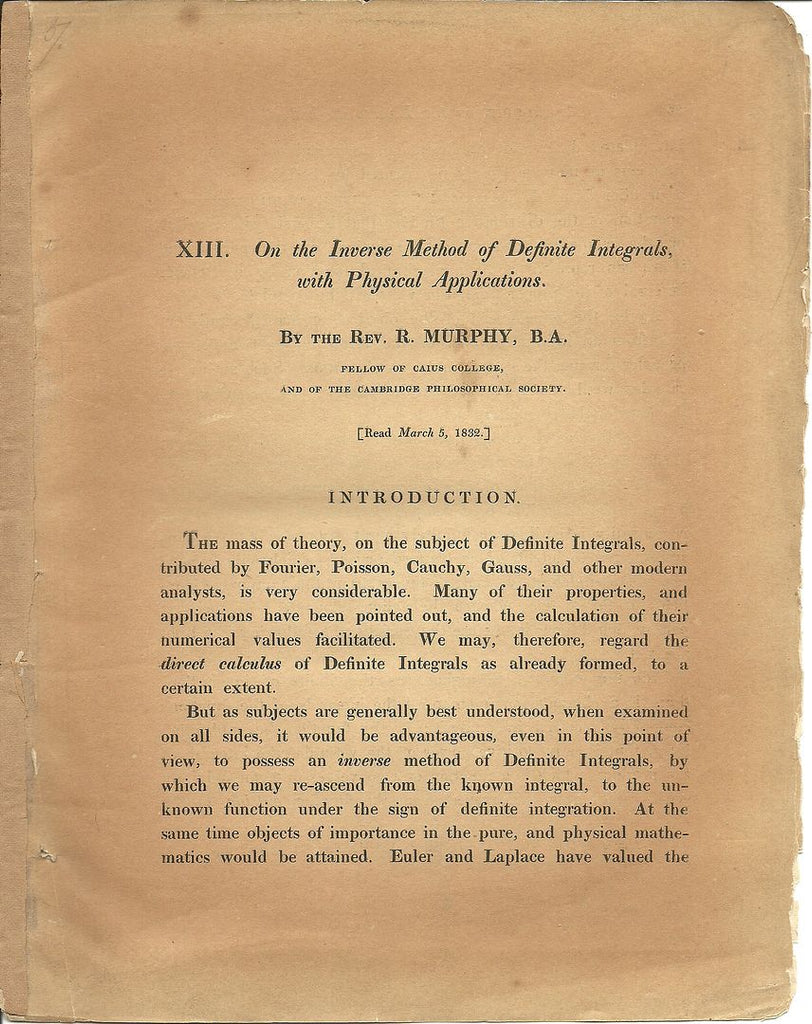 XIII. On the Inverse Method of Definite Integrals,
with Physical Applications.
By the Rev. R. MURPHY, B.A.
FELLOW OF CAIUS COLLEGE,
AND OF THE CAMBRIDGE PHILOSOPHICAL SOCIETY.
[Read March 5, 1832.]
INTRODUCTION.
The mass of theory, on the subject of Definite Integrals, con-
tributed by Fourier, Poisson, Cauchy, Gauss, and other modern
analysts, is very considerable. Many of their properties, and
applications have been pointed out, and the calculation of their
numerical values facilitated. We may, therefore, regard the
direct calculus of Definite Integrals as already formed, to a
certain extent.
But as subjects are generally best understood, when examined
on all sides, it would be advantageous, even in this point of
view, to possess an inverse method of Definite Integrals, by
which we may re-ascend from the known integral, to the un-
known function under the sign of definite integration. At the
same time objects of importance in the pure, and physical mathe-
matics would be attained. Euler and Laplace have valued the